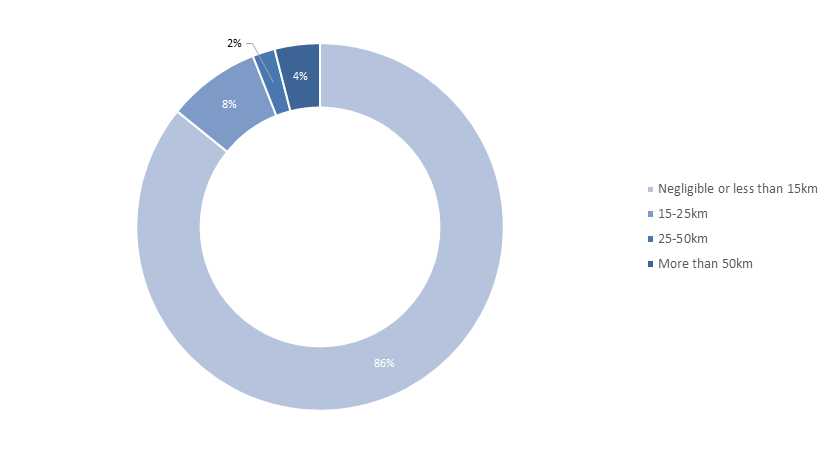 2%
4%
8%
86%
Negligible or less than 15km
15-25km
25-50km
More than 50km